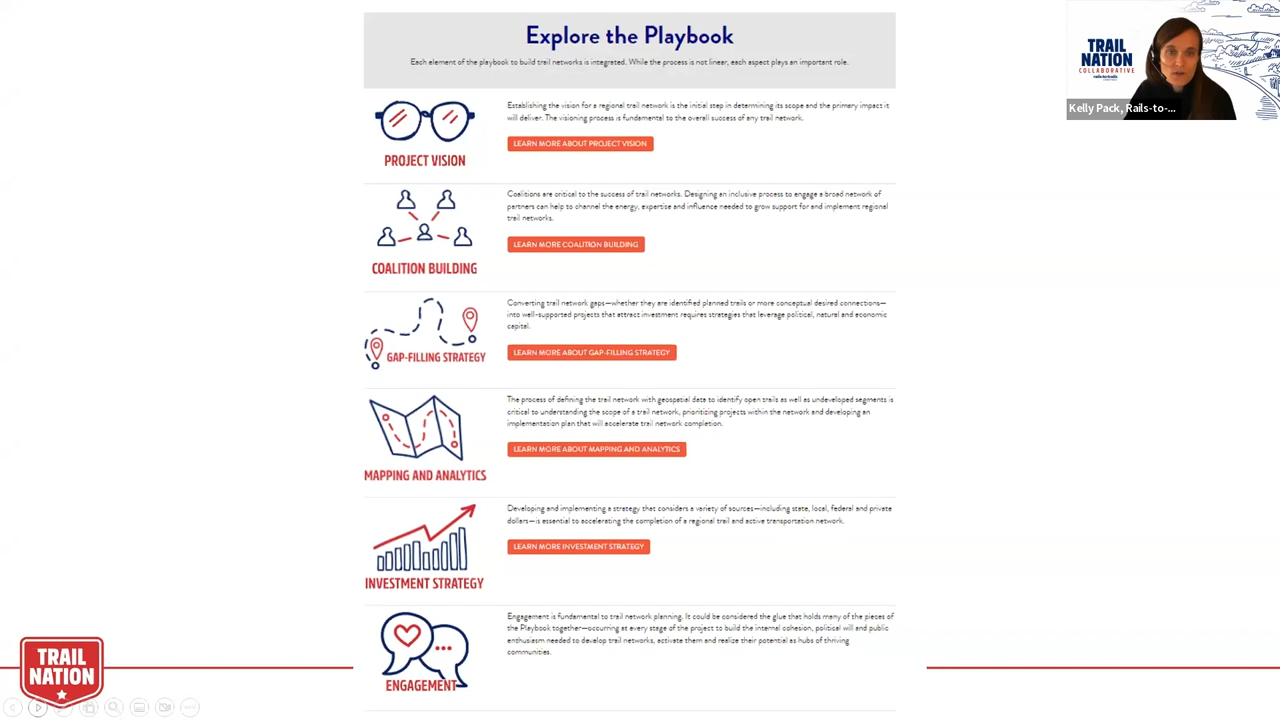 Explore the Playbook
Each element of the playbook to build trail networks is integrated. While the process is not linear, each aspect plays an important role.
PROJECT VISION
Establishing the vision for a regional trail network is the initial step in determining its scope and the primary impact it
will deliver. The visioning process is fundamental to the overall success of any trail network.
LEARN MORE ABOUT PROJECT VISION
COALITION BUILDING
Coalitions are critical to the success of trail networks. Designing an inclusive process to engage a broad network of
partners can help to channel the energy, expertise and influence needed to grow support for and implement regional
trail networks.
LEARN MORE COALITION BUILDING
GAP-FILLING STRATEGY
Converting trail network gaps—whether they are identified planned trails or more conceptual desired connections—
into well-supported projects that attract investment requires strategies that leverage political, natural and economic
capital.
LEARN MORE ABOUT GAP-FILLING STRATEGY
MAPPING AND ANALYTICS
The process of defining the trail network with geospatial data to identify open trails as well as undeveloped segments is
critical to understanding the scope of a trail network, prioritizing projects within the network and developing an
implementation plan that will accelerate trail network completion.
LEARN MORE ABOUT MAPPING AND ANALYTICS
INVESTMENT STRATEGY
Developing and implementing a strategy that considers a variety of sources—including state, local, federal and private
dollars—is essential to accelerating the completion of a regional trail and active transportation network.
LEARN MORE INVESTMENT STRATEGY
ENGAGEMENT
Engagement is fundamental to trail network planning. It could be considered the glue that holds many of the pieces of
the Playbook together—occurring at every stage of the project to build the internal cohesion, political will and public
enthusiasm needed to develop trail networks, activate them and realize their potential as hubs of thriving
communities.
TRAIL
NATION
TRAIL
NATION
COLLABORATIVE
rails-to-trails
Kelly Pack, Rails-to-...